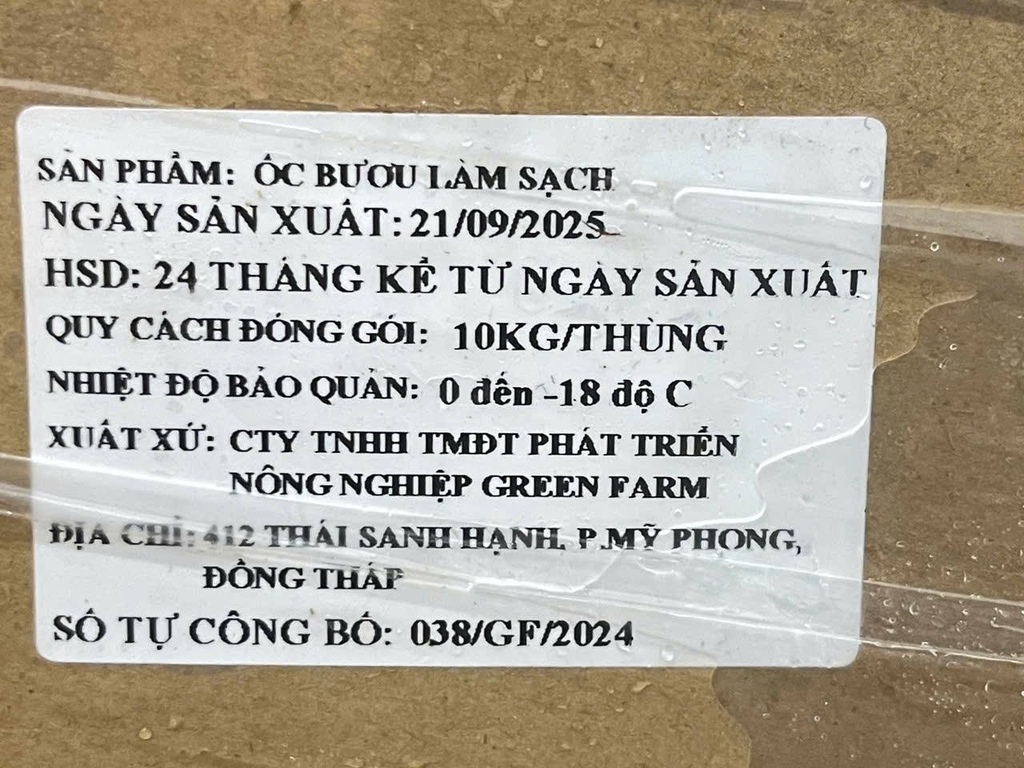 SẢN PHẨM: ỐC BƯƠU LÀM SẠCH
NGÀY SẢN XUẤT: 21/09/2025
HSD: 24 THÁNG KỂ TỪ NGÀY SẢN XUẤT
QUY CÁCH ĐÓNG GÓI: 10KG/THÙNG
NHIỆT ĐỘ BẢO QUẢN: 0 đến -18 độ C
XUẤT XỨ: CTY TNHH TMĐT PHÁT TRIỂN
NÔNG NGHIỆP GREEN FARM
ĐỊA CHỈ: 412 THÁI SANH HẠNH, P.MỸ PHONG,
ĐỒNG THÁP
SỐ TỰ CÔNG BỐ: 038/GF/2024